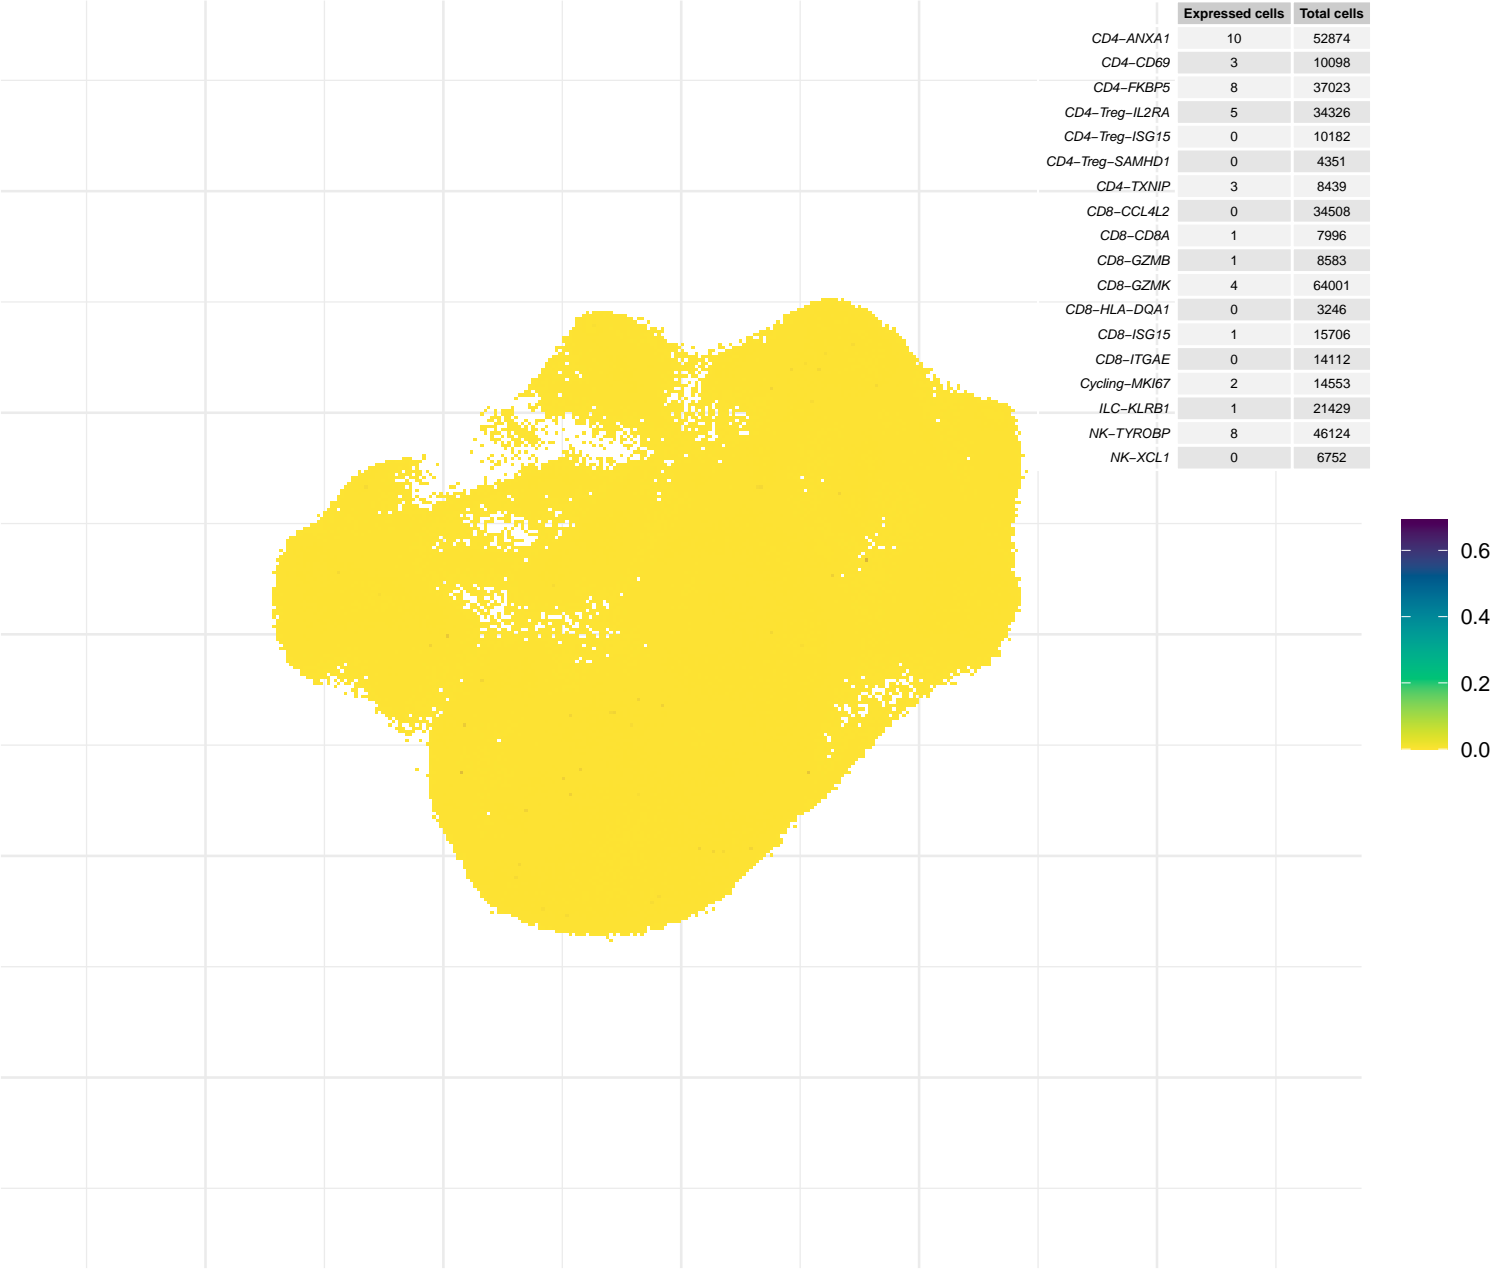 Expressed cells Total cells
CD4−ANXA1 10 52874
CD4−CD69 3 10098
CD4−FKBP5 8 37023
CD4−Treg−IL2RA 5 34326
CD4−Treg−ISG15 0 10182
CD4−Treg−SAMHD1 0 4351
CD4−TXNIP 3 8439
CD8−CCL4L2 0 34508
CD8−CD8A 1 7996
CD8−GZMB 1 8583
CD8−GZMK 4 64001
CD8−HLA−DQA1 0 3246
CD8−ISG15 1 15706
CD8−ITGAE 0 14112
Cycling−MKI67 2 14553
ILC−KLRB1 1 21429
NK−TYROBP 8 46124
NK−XCL1 0 6752
0.6
0.4
0.2
0.0